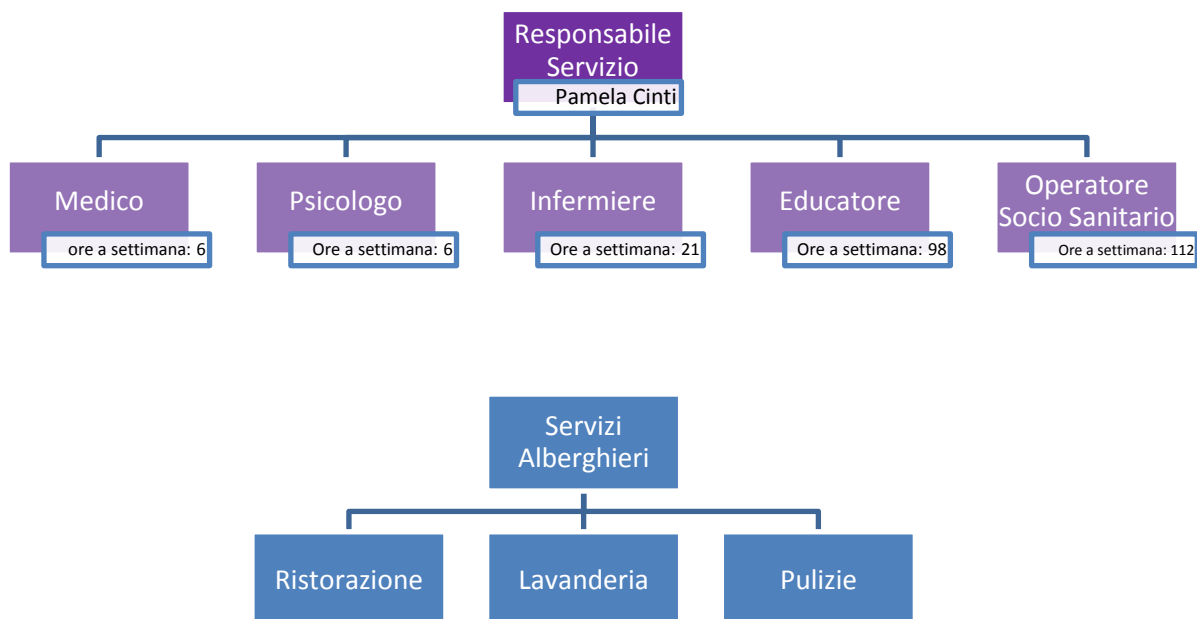 Responsabile
Servizio
Pamela Cinti
Medico
ore a settimana: 6
Psicologo
Ore a settimana: 6
Infermiere
Ore a settimana: 21
Educatore
Ore a settimana: 98
Operatore
Socio Sanitario
Ore a settimana: 112
Servizi
Alberghieri
Ristorazione
Lavanderia
Pulizie